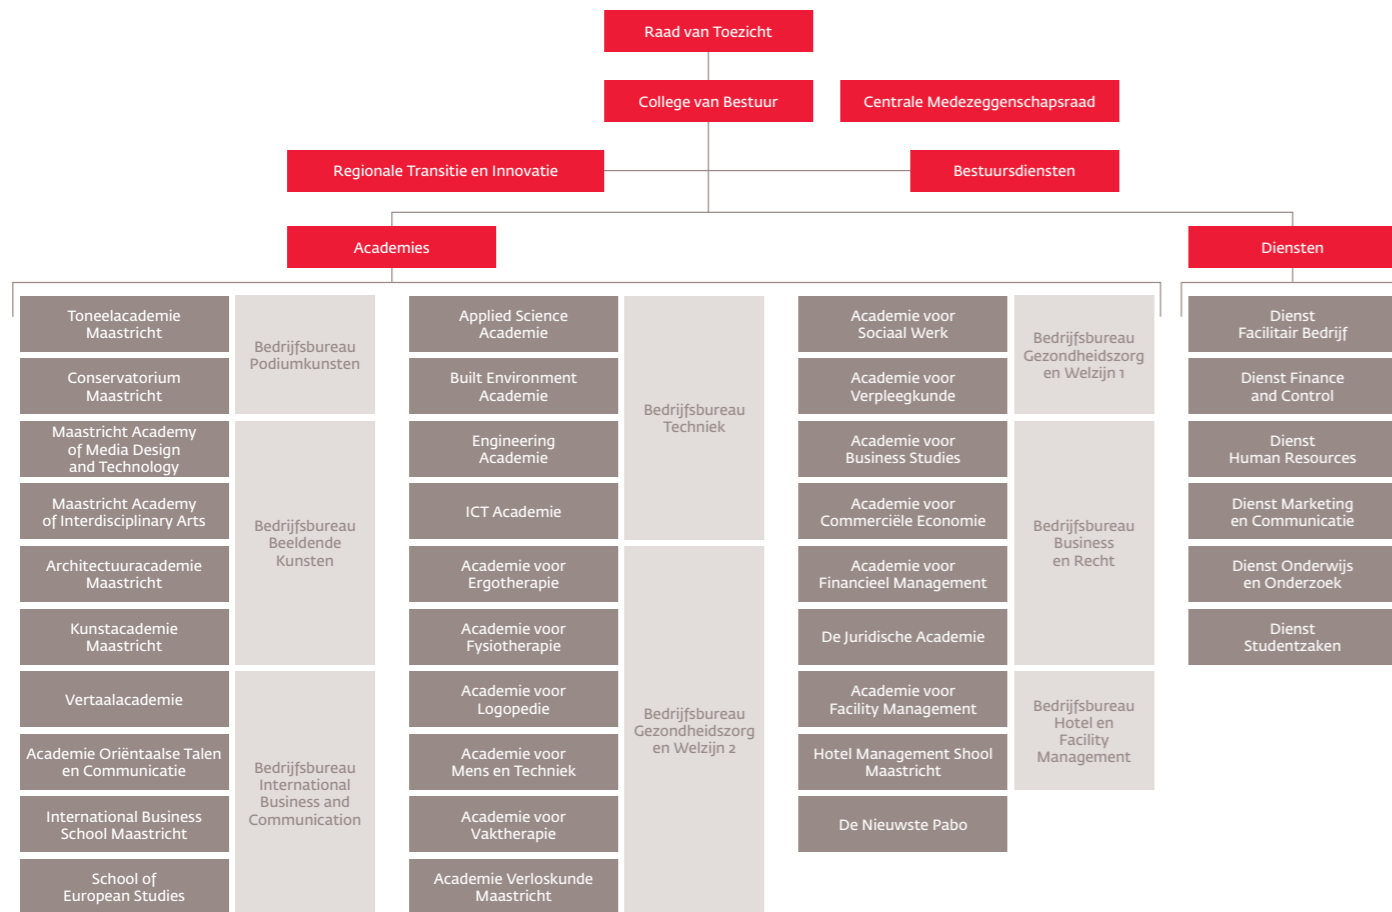 Raad van Toezicht
College van Bestuur
Centrale Medezeggenschapsraad
Regionale Transitie en Innovatie
Bestuursdiensten
Academies
Diensten
Toneelacademie
Maastricht
Conservatorium
Maastricht
Maastricht Academy
of Media Design
and Technology
Maastricht Academy
of Interdisciplinary Arts
Architectuuracademie
Maastricht
Kunstacademie
Maastricht
Vertaalacademie
Academie Oriëntaalse Talen
en Communicatie
International Business
School Maastricht
School of
European Studies
Bedrijfsbureau
Podiumkunsten
Bedrijfsbureau
Beeldende
Kunsten
Bedrijfsbureau
International
Business and
Communication
Applied Science
Academie
Built Environment
Academie
Engineering
Academie
ICT Academie
Academie voor
Ergotherapie
Academie voor
Fysiotherapie
Academie voor
Logopedie
Academie voor
Mens en Techniek
Academie voor
Vaktherapie
Academie Verloskunde
Maastricht
Bedrijfsbureau
Techniek
Bedrijfsbureau
Gezondheidszorg
en Welzijn 2
Academie voor
Sociaal Werk
Academie voor
Verpleegkunde
Academie voor
Business Studies
Academie voor
Commerciële Economie
Academie voor
Financieel Management
De Juridische Academie
Academie voor
Facility Management
Hotel Management Shool
Maastricht
De Nieuwste Pabo
Bedrijfsbureau
Gezondheidszorg
en Welzijn 1
Bedrijfsbureau
Business
en Recht
Bedrijfsbureau
Hotel en
Facility
Management
Dienst
Facilitair Bedrijf
Dienst Finance
and Control
Dienst
Human Resources
Dienst Marketing
en Communicatie
Dienst Onderwijs
en Onderzoek
Dienst
Studentzaken